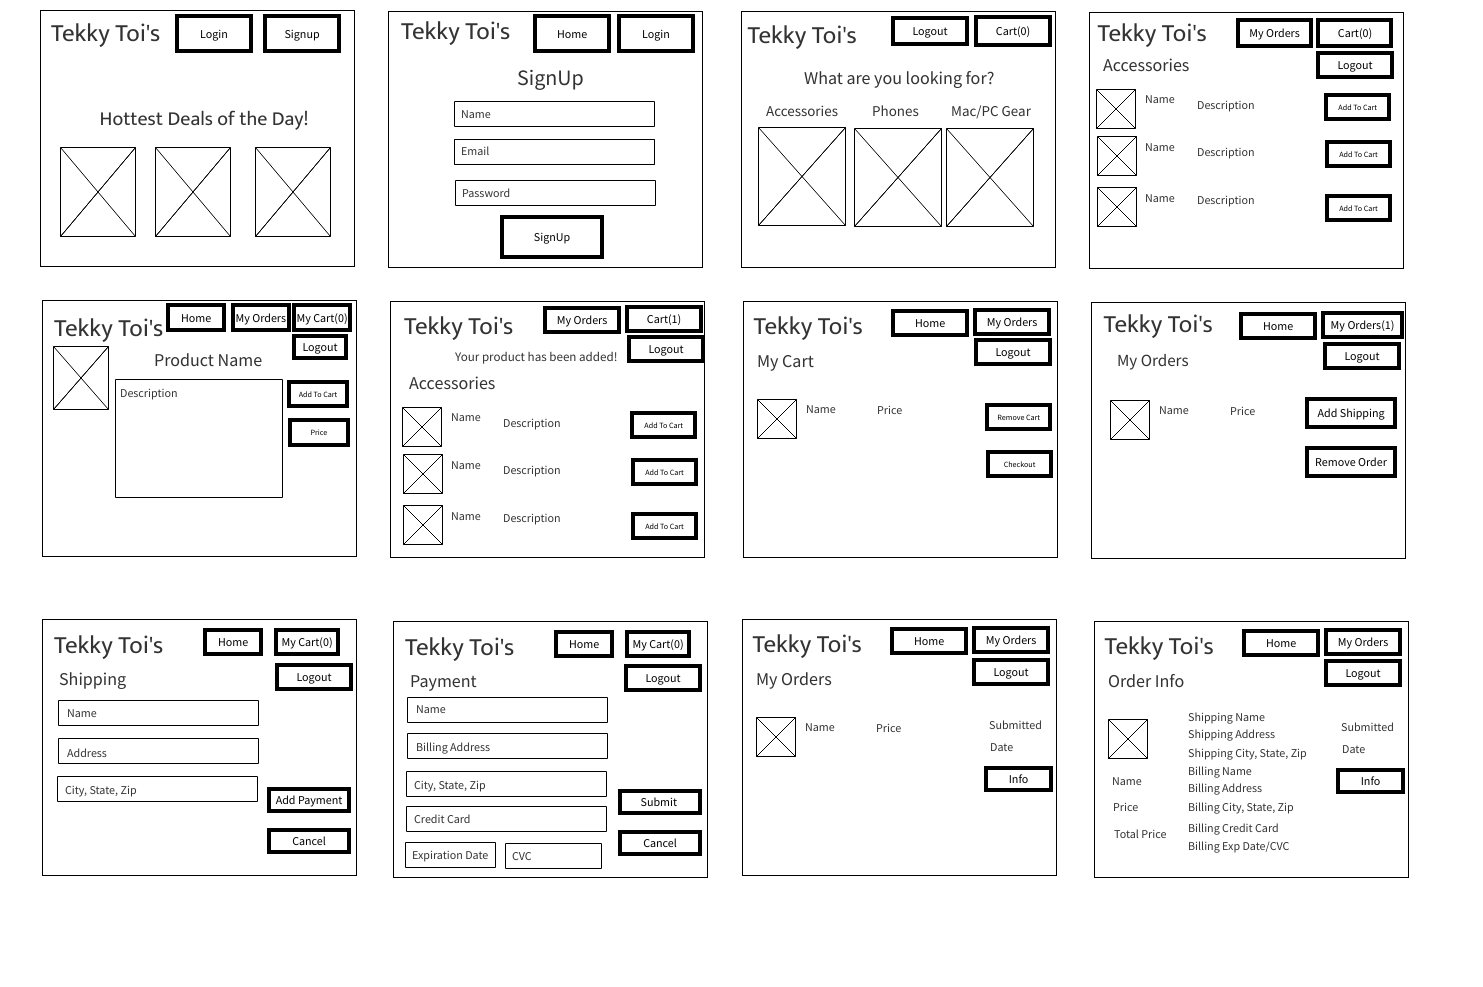 Tekky Toi's
Login
Signup
Hottest Deals of the Day!
Tekky Toi's
Home
Login
SignUp
Name
Email
Password
SignUp
Tekky Toi's
Logout
Cart(0)
What are you looking for?
Accessories
Phones
Mac/PC Gear
Tekky Toi's
My Orders
Cart(0)
Logout
Accessories
Name
Description
Add To Cart
Name
Description
Add To Cart
Name
Description
Add To Cart
Tekky Toi's
Home
My Orders
My Cart(0)
Logout
Product Name
Description
Add To Cart
Price
Tekky Toi's
My Orders
Cart(1)
Logout
Your product has been added!
Accessories
Name
Description
Add To Cart
Name
Description
Add To Cart
Name
Description
Add To Cart
Tekky Toi's
Home
My Orders
Logout
My Cart
Name
Price
Remove Cart
Checkout
Tekky Toi's
Home
My Orders(1)
Logout
My Orders
Name
Price
Add Shipping
Remove Order
Tekky Toi's
Home
My Cart(0)
Logout
Shipping
Name
Address
City, State, Zip
Add Payment
Cancel
Tekky Toi's
Home
My Cart(0)
Logout
Payment
Name
Billing Address
City, State, Zip
Credit Card
Expiration Date
CVC
Submit
Cancel
Tekky Toi's
Home
My Orders
Logout
My Orders
Name
Price
Submitted
Date
Info
Tekky Toi's
Home
My Orders
Logout
Order Info
Name
Price
Total Price
Shipping Name
Shipping Address
Shipping City, State, Zip
Billing Name
Billing Address
Billing City, State, Zip
Billing Credit Card
Billing Exp Date/CVC
Submitted
Date
Info